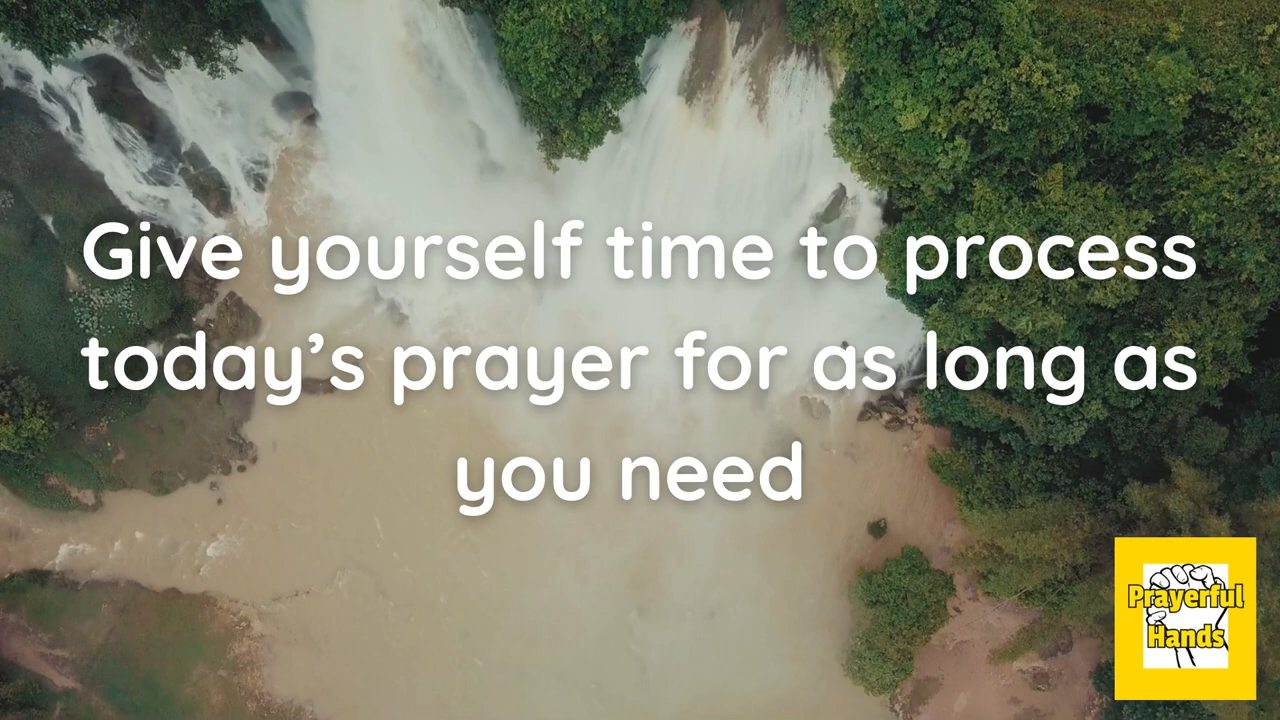 Give yourself time to process
today’s prayer for as long as
you need
Prayerful
Hands